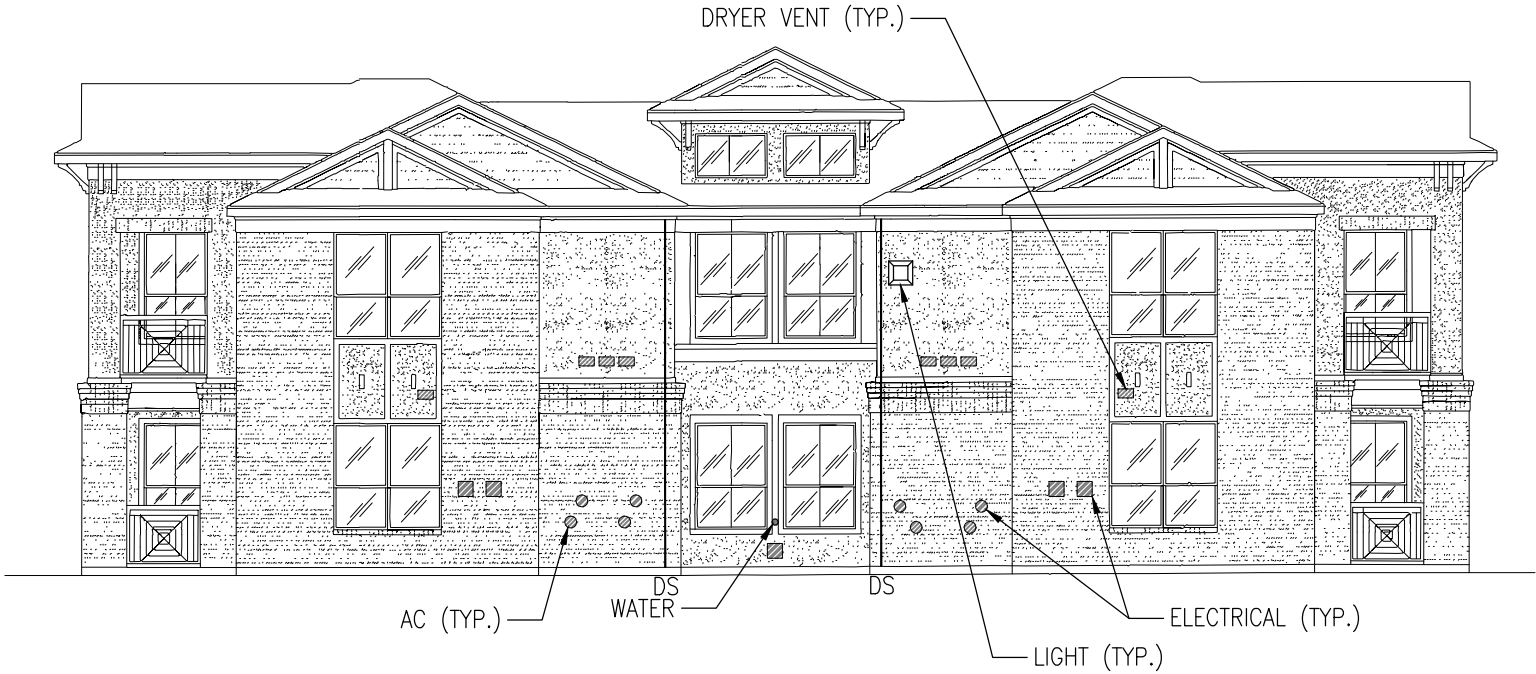 DRYER VENT (TYP.)
DS
DS
WATER
AC (TYP.)
ELECTRICAL (TYP.)
LIGHT (TYP.)